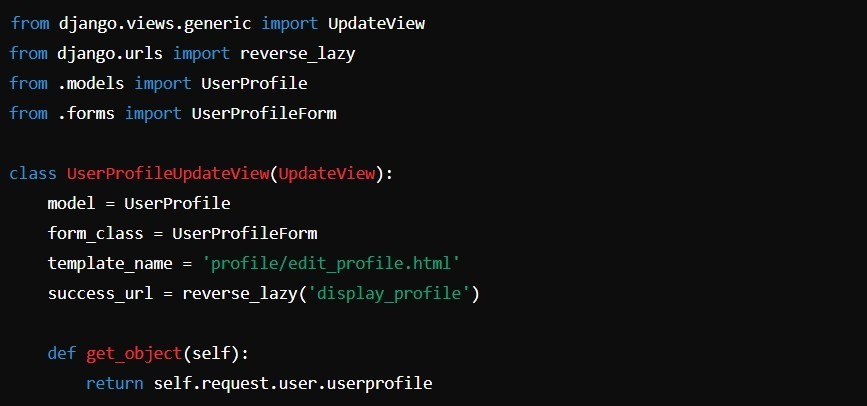 from django.views.generic import UpdateView
from django.urls import reverse_lazy
from .models import UserProfile
from .forms import UserProfileForm
class UserProfileUpdateView(UpdateView):
model = UserProfile
form_class = UserProfileForm
template_name = 'profile/edit_profile.html'
success_url = reverse_lazy('display_profile')
def get_object(self):
return self.request.user.userprofile